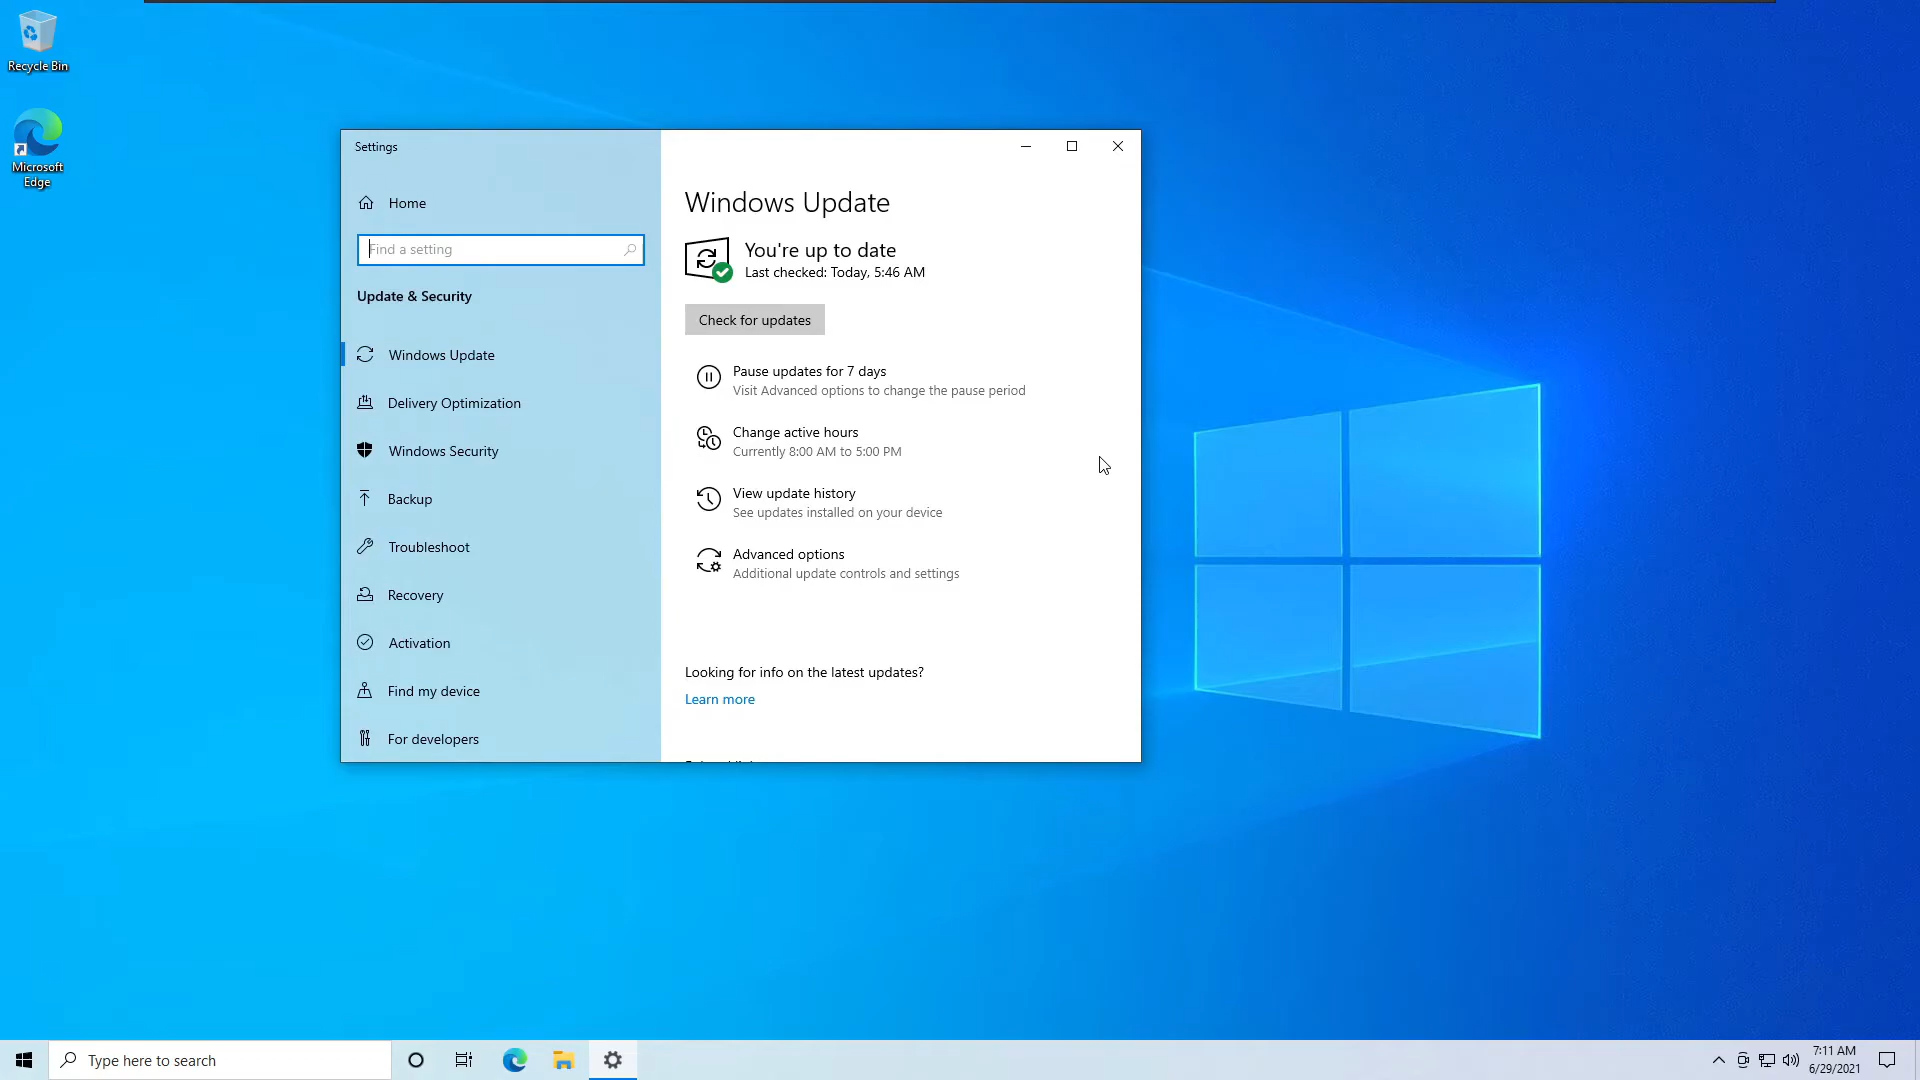 Recycle Bin
Microsoft
Edge
Settings
Home
Find a setting
Update & Security
Windows Update
Delivery Optimization
Windows Security
Backup
Troubleshoot
Recovery
Activation
Find my device
For developers
Windows Update
You're up to date
Last checked: Today, 5:46 AM
Check for updates
Pause updates for 7 days
Visit Advanced options to change the pause period
Change active hours
Currently 8:00 AM to 5:00 PM
View update history
See updates installed on your device
Advanced options
Additional update controls and settings
Looking for info on the latest updates?
Learn more
Type here to search
7:11 AM
6/29/2021